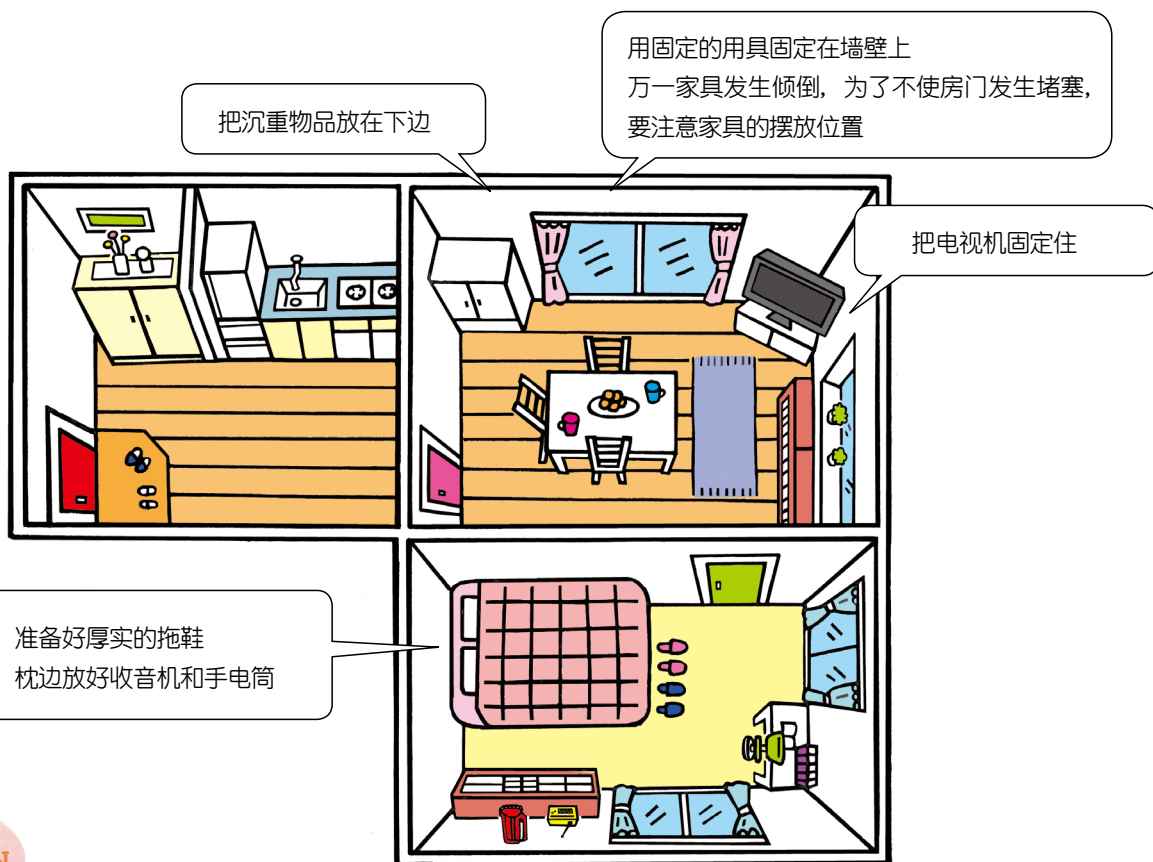 用固定的用具固定在墙壁上
万一家具发生倾倒，为了不使房门发生堵塞，
要注意家具的摆放位置
把沉重物品放在下边
把电视机固定住
准备好厚实的拖鞋
枕边放好收音机和手电筒